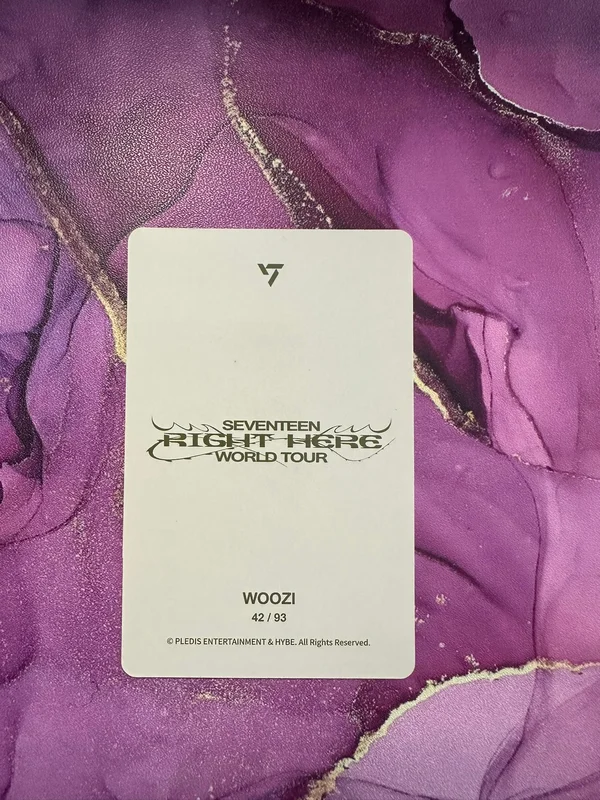 SEVENTEEN
RIGHT HERE
WORLD TOUR
WOOZI
42 / 93
© PLEDIS ENTERTAINMENT & HYBE. All Rights Reserved.